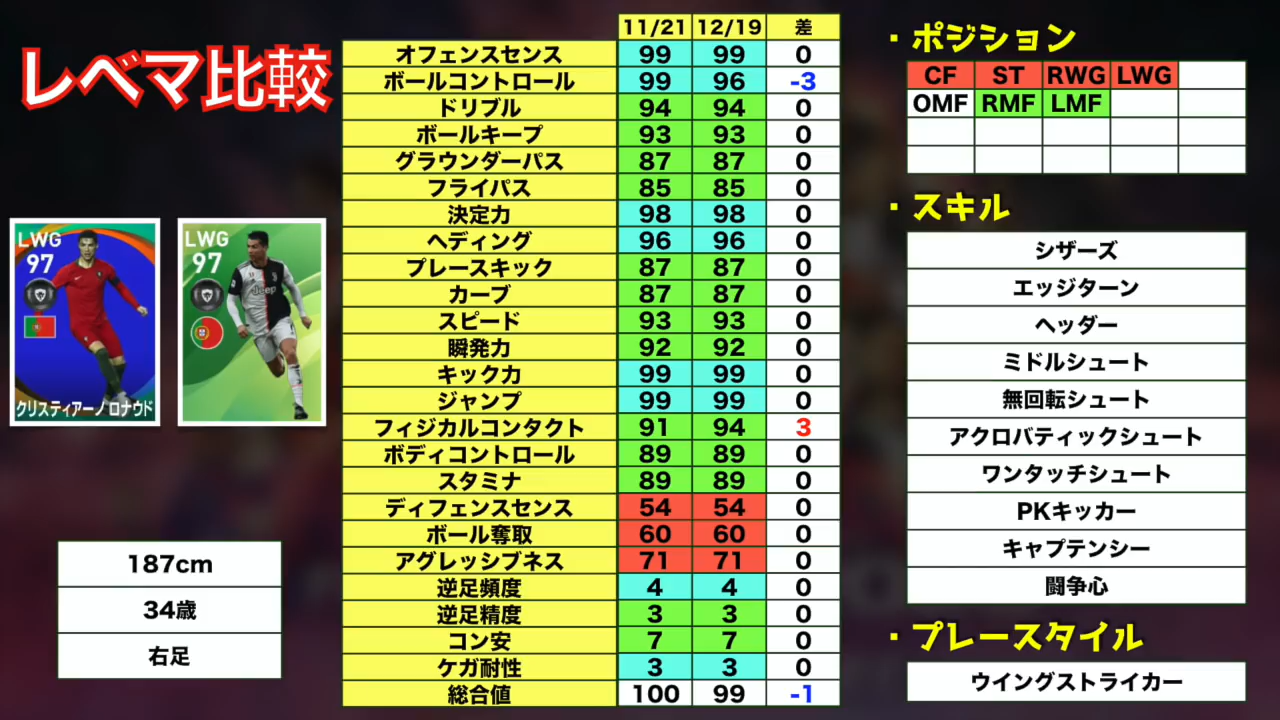 レベマ比較
LWG
97
クリスティアーノ ロナウド
LWG
97
Jeep
187cm
34歳
右足
11/21 12/19 差
オフェンスセンス 99 99 0
ボールコントロール 99 96 -3
ドリブル 94 94 0
ボールキープ 93 93 0
グラウンダーパス 87 87 0
フライパス 85 85 0
決定力 98 98 0
ヘディング 96 96 0
プレースキック 87 87 0
カーブ 87 87 0
スピード 93 93 0
瞬発力 92 92 0
キック力 99 99 0
ジャンプ 99 99 0
フィジカルコンタクト 91 94 3
ボディコントロール 89 89 0
スタミナ 89 89 0
ディフェンスセンス 54 54 0
ボール奪取 60 60 0
アグレッシブネス 71 71 0
逆足頻度 4 4 0
逆足精度 3 3 0
コン安 7 7 0
ケガ耐性 3 3 0
総合値 100 99 -1
・ポジション
CF ST RWG LWG
OMF RMF LMF
・スキル
シザーズ
エッジターン
ヘッダー
ミドルシュート
無回転シュート
アクロバティックシュート
ワンタッチシュート
PKキッカー
キャプテンシー
闘争心
・プレースタイル
ウイングストライカー